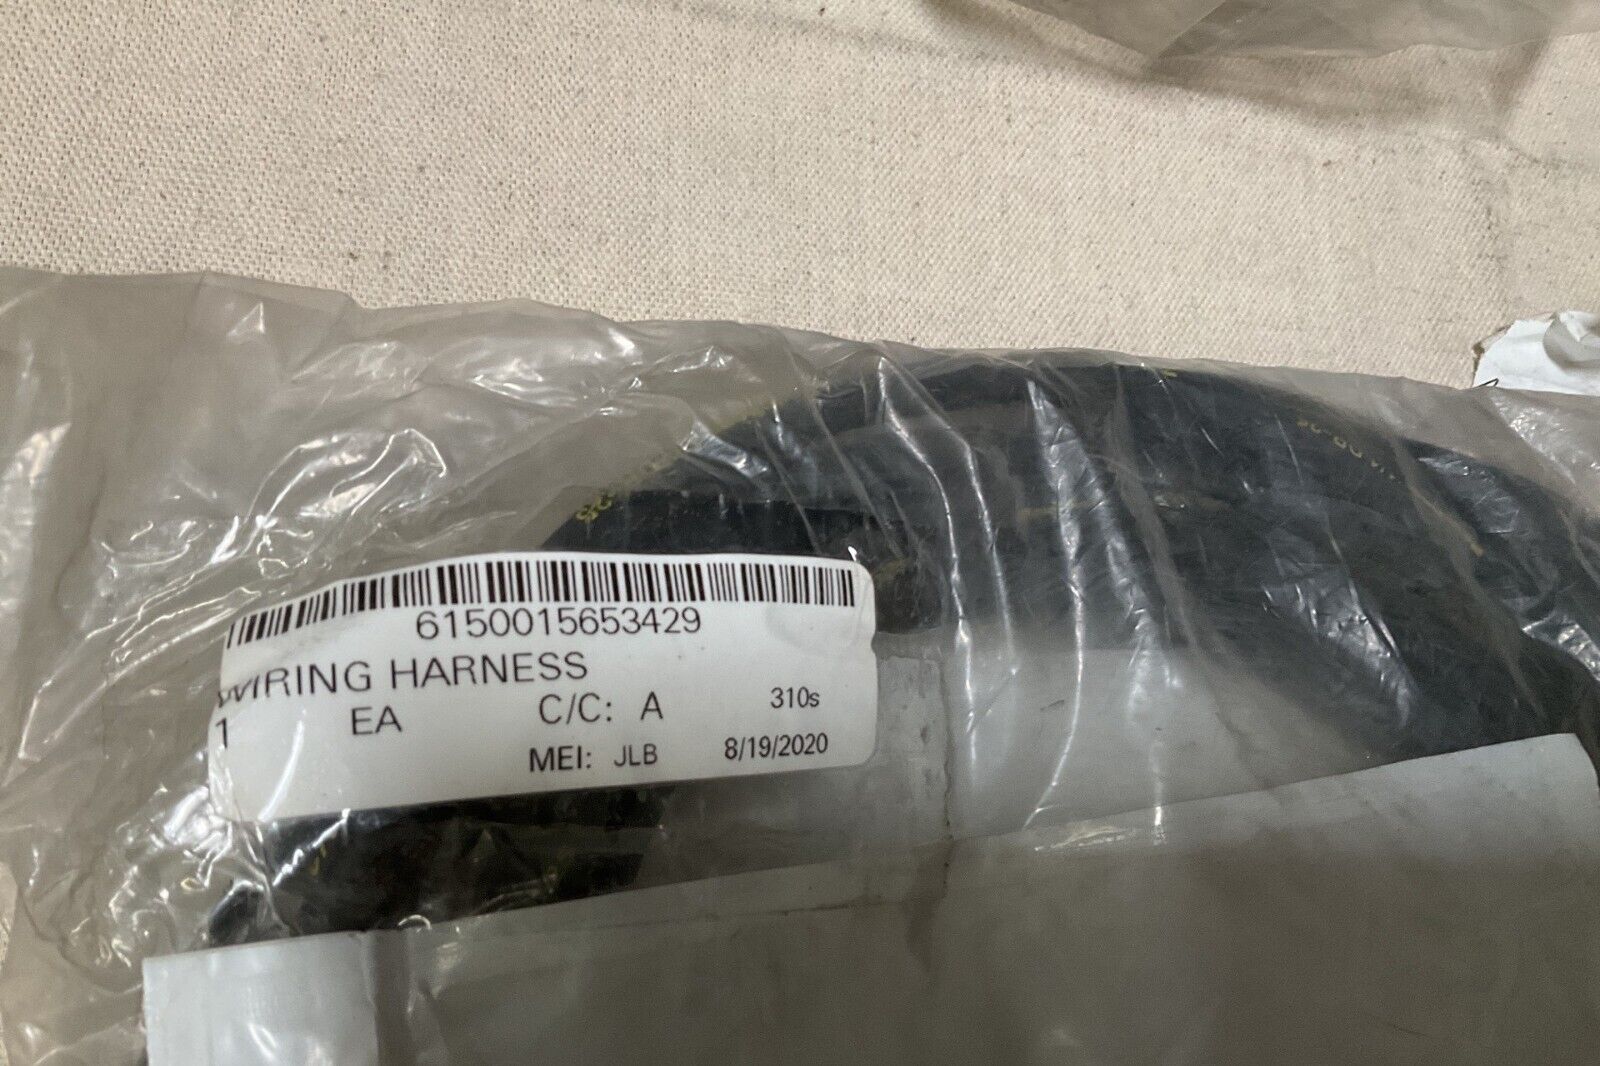 6150015653429
WIRING HARNESS
1 EA C/C: A 310s
MEI: JLB 8/19/2020